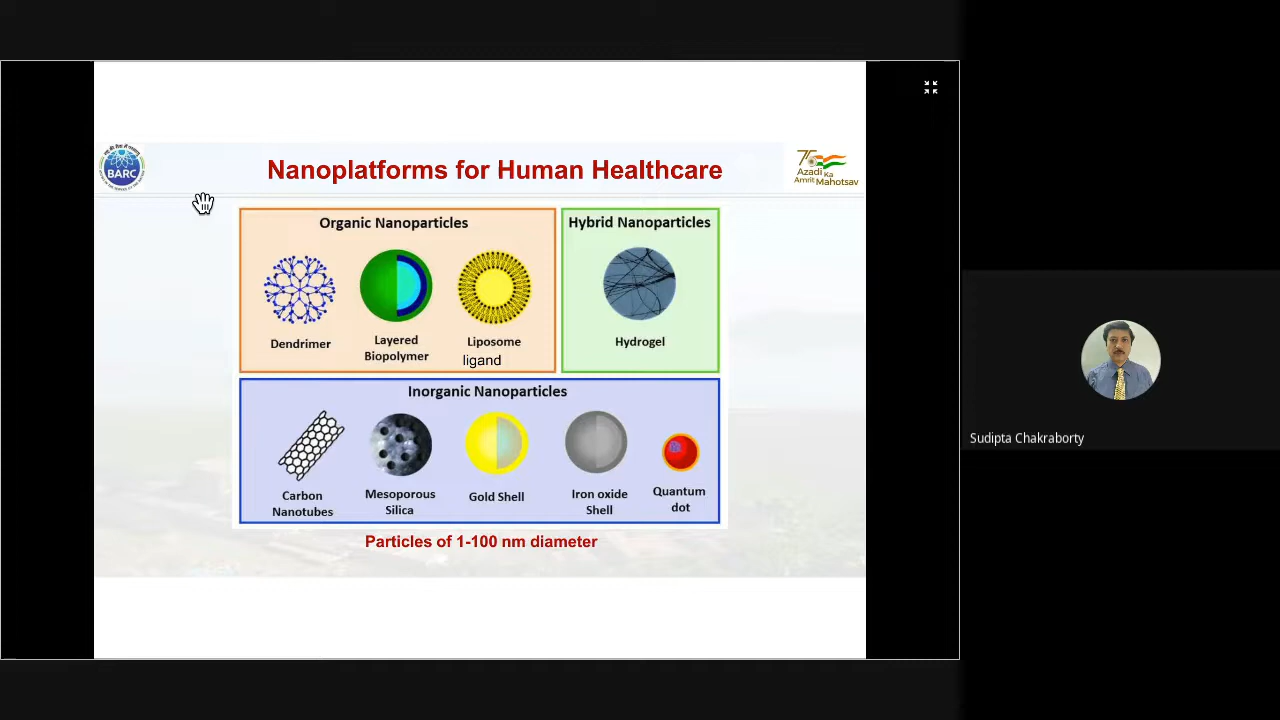 BARC
Nanoplatforms for Human Healthcare
75
Azadi
Ka
Amrit Mahotsav
Organic Nanoparticles
Hybrid Nanoparticles
Dendrimer
Layered
Biopolymer
Liposome
ligand
Hydrogel
Inorganic Nanoparticles
Carbon
Nanotubes
Mesoporous
Silica
Gold Shell
Iron oxide
Shell
Quantum
dot
Particles of 1-100 nm diameter
Sudipta Chakraborty